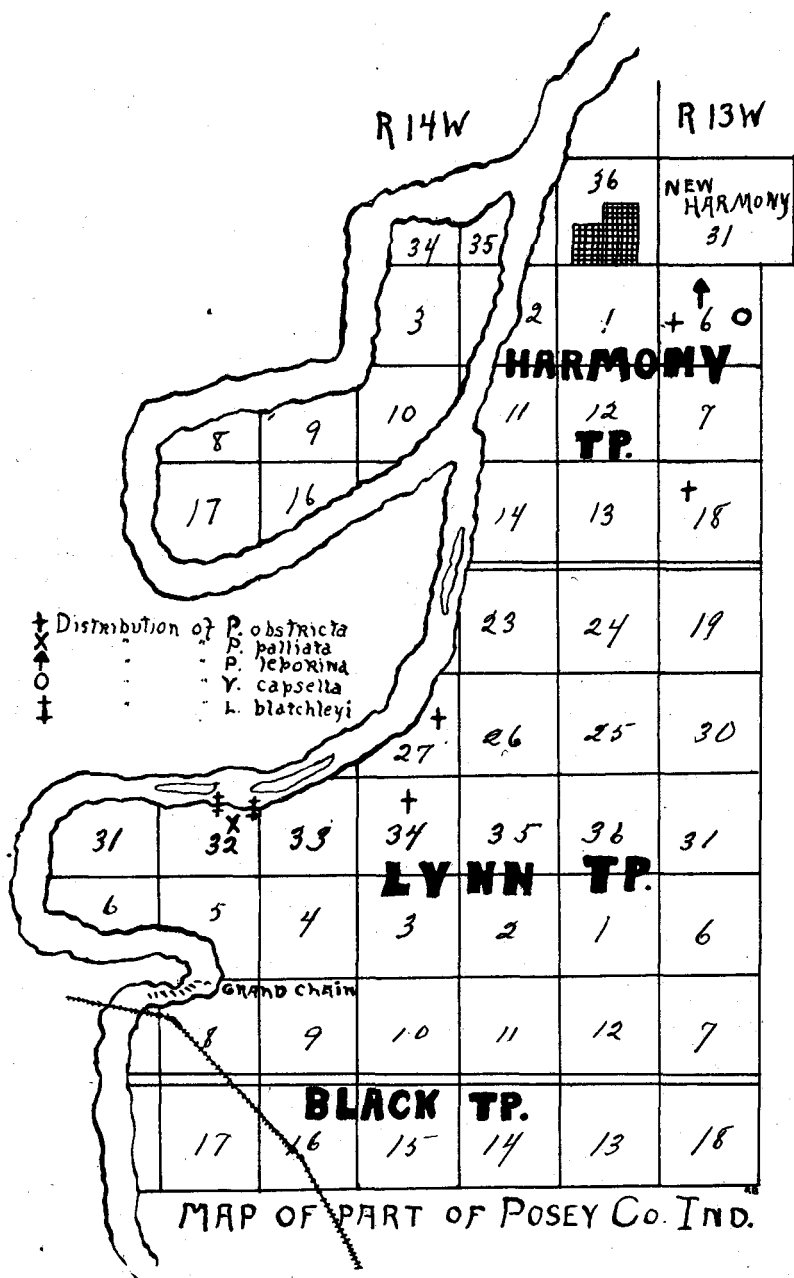 R 14W R 13W
36 NEW
HARMONY
34 35 31
3 2 1 6
HARMONY
8 9 10 11 12 7
TP.
17 16 14 13 18
Distribution of P. obstricta
" " P. palliata
" " P. leporina
" " V. capsella
" " L. blatchleyi
23 24 19
27 26 25 30
31 32 33 34 35 36 31
LYNN TP.
6 5 4 3 2 1 6
GRAND CHAIN
8 9 10 11 12 7
BLACK TP.
17 16 15 14 13 18
MAP OF PART OF POSEY CO. IND.